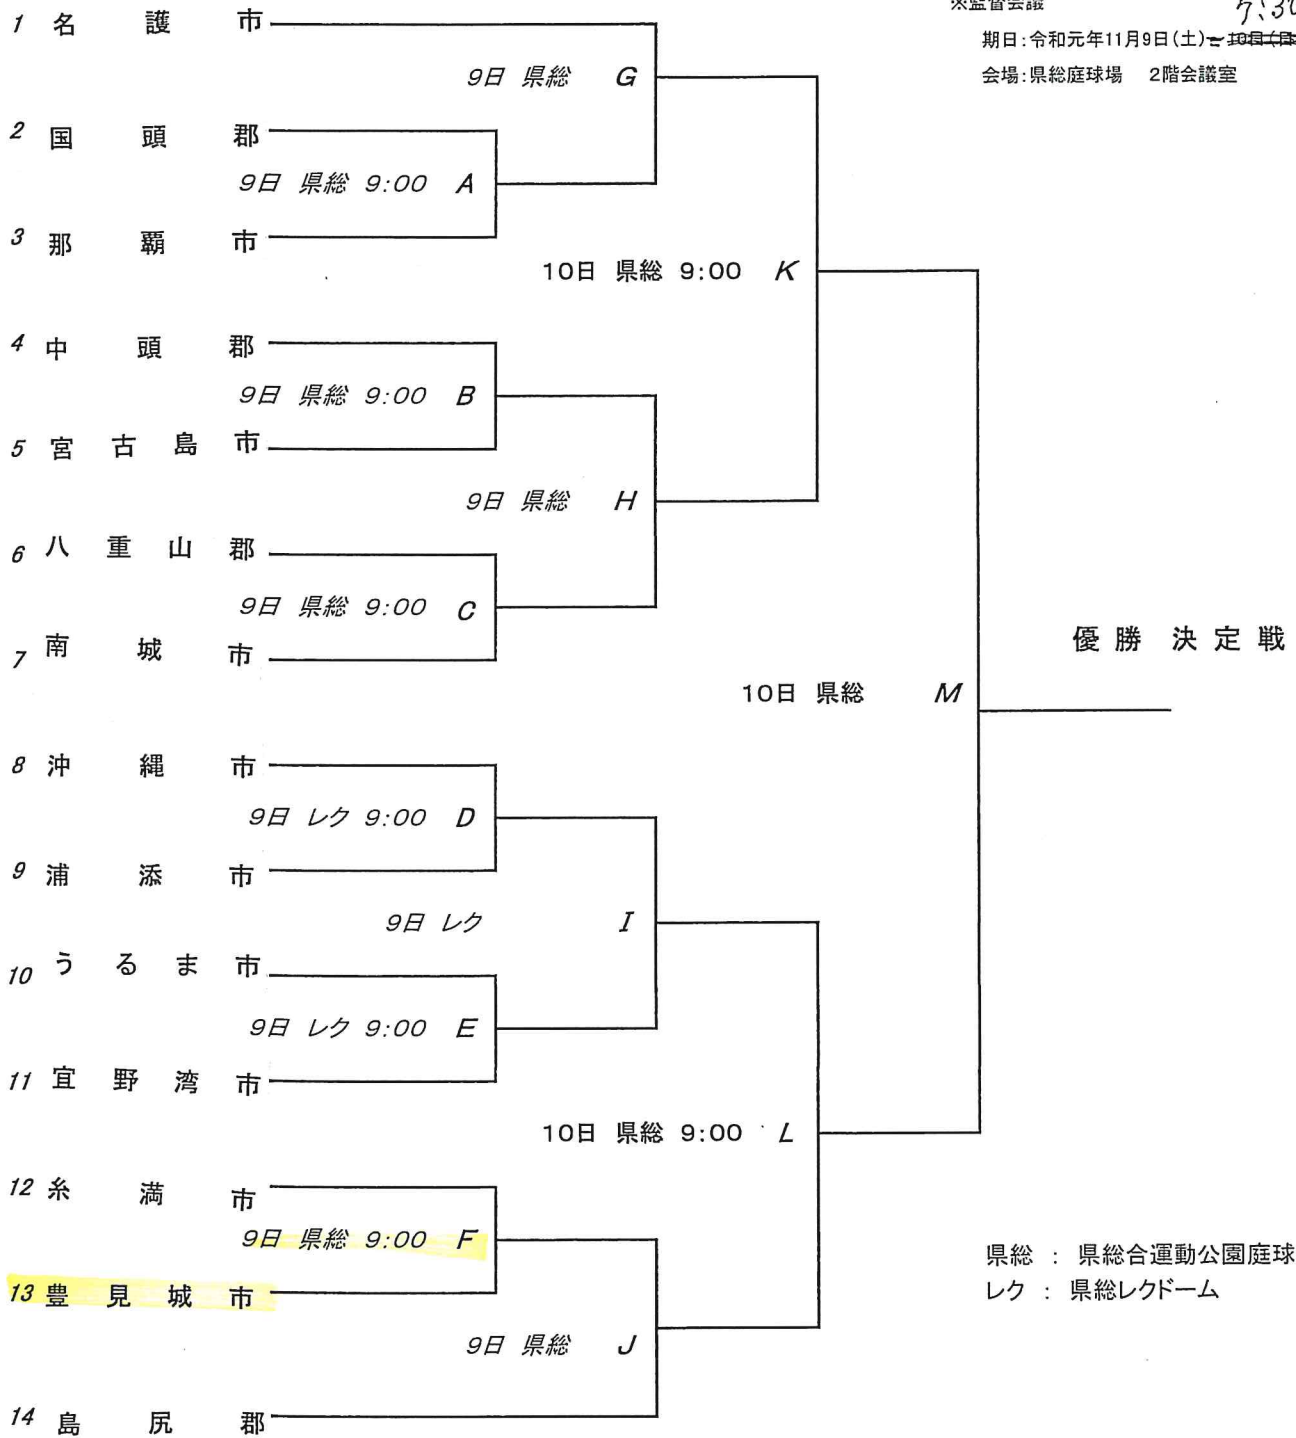 ※監督会議
7:30
期日:令和元年11月9日(土)
会場:県総庭球場 2階会議室
1 名護市
9日 県総 G
2 国頭郡
9日 県総 9:00 A
3 那覇市
10日 県総 9:00 K
4 中頭郡
9日 県総 9:00 B
5 宮古島市
9日 県総 H
6 八重山郡
9日 県総 9:00 C
7 南城市
優勝決定戦
10日 県総 M
8 沖縄市
9日 レク 9:00 D
9 浦添市
9日 レク I
10 うるま市
9日 レク 9:00 E
11 宜野湾市
10日 県総 9:00 L
12 糸満市
9日 県総 9:00 F
13 豊見城市
9日 県総 J
14 島尻郡
県総 : 県総合運動公園庭球
レク : 県総レクドーム